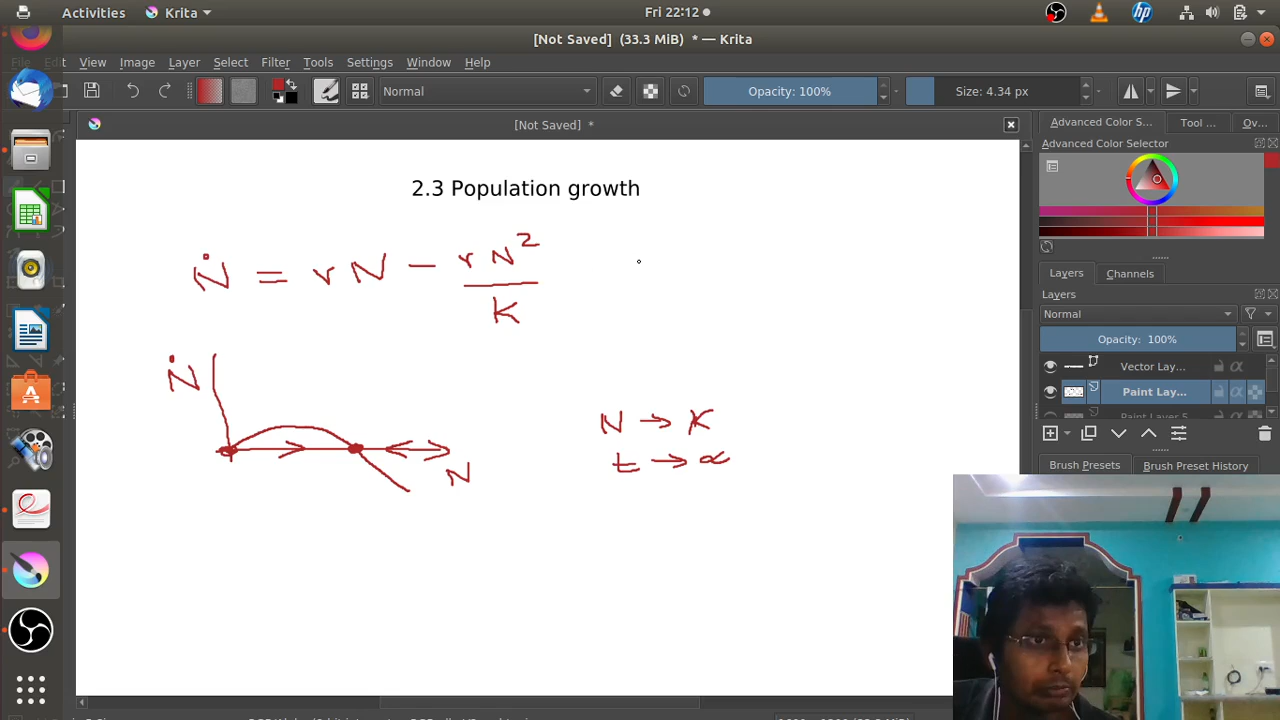 Activities Krita Fri 22:12
[Not Saved] (33.3 MiB) * — Krita
View Image Layer Select Filter Tools Settings Window Help
Normal Opacity: 100% Size: 4.34 px
[Not Saved] *
Advanced Color S... Tool ... Ov...
Advanced Color Selector
2.3 Population growth
Ṅ = rN − rN²/K
Ṅ
N
N → K
t → ∝
Layers Channels
Layers
Normal
Opacity: 100%
Vector Lay...
Paint Lay...
Paint Layer 5
Brush Presets Brush Preset History